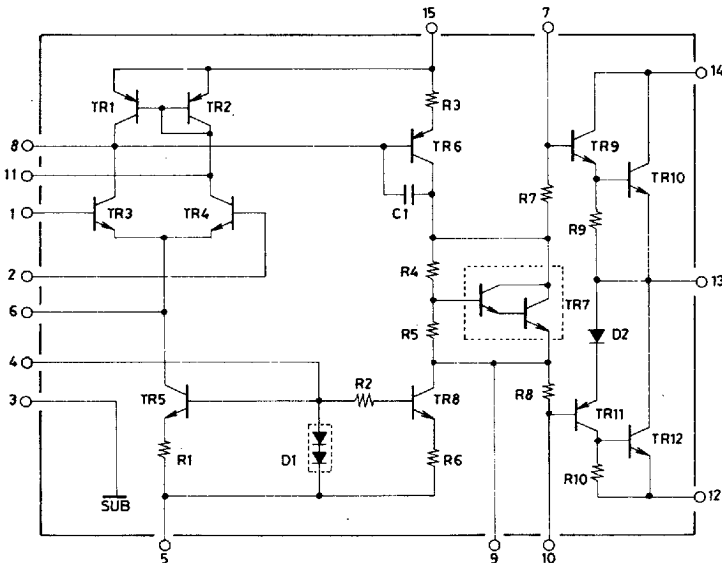 15 7
14
TR1 TR2
R3
8
TR6
TR9
11
TR10
C1
R7
1
TR3 TR4
R9
2
R4
13
TR7
6
R5
D2
4
R2
R8
3
TR5
TR8
TR11
TR12
R1
D1
R6
R10
SUB
12
5 9 10